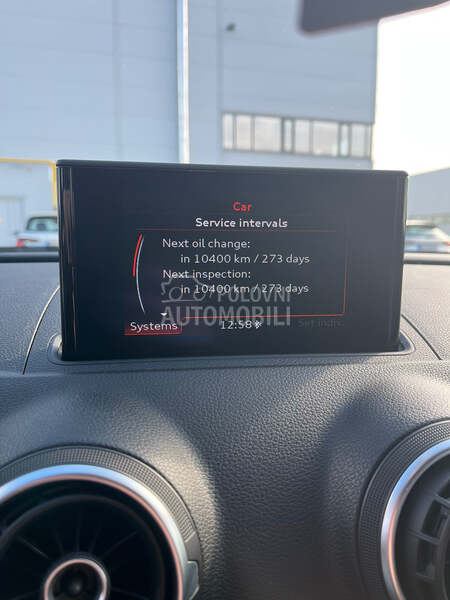 Car
Service intervals
Next oil change:
in 10400 km / 273 days
Next inspection:
in 10400 km / 273 days
POLOVNI
AUTOMOBILI
Systems
12:58